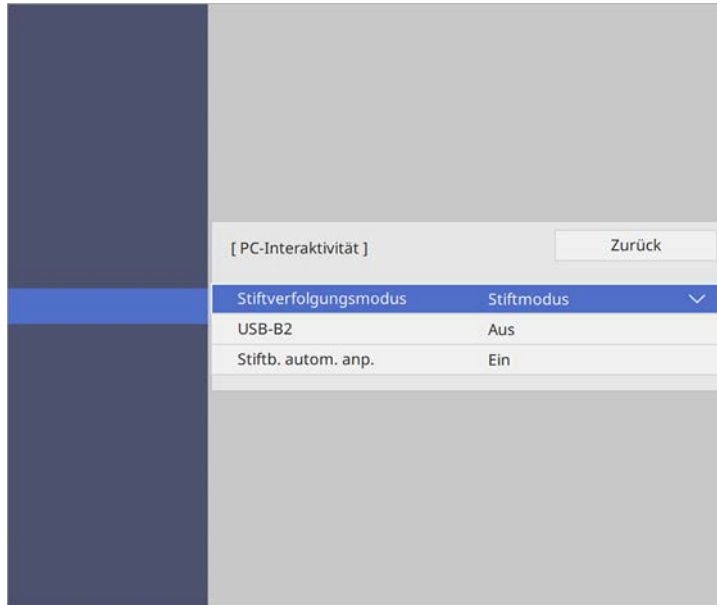 [ PC-Interaktivität ] Zurück
Stiftverfolgungsmodus Stiftmodus
USB-B2 Aus
Stiftb. autom. anp. Ein